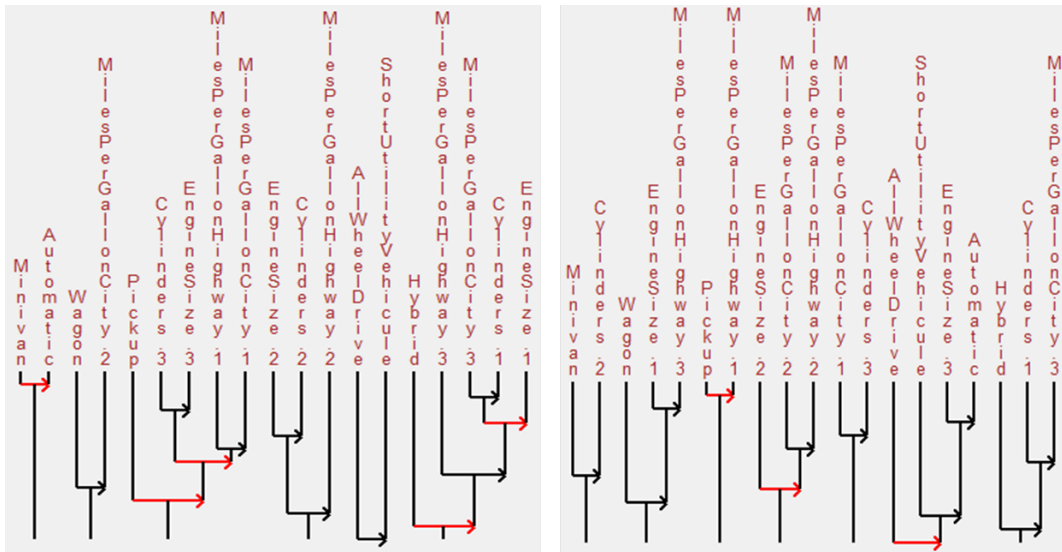 Minivan
Automatic
Wagon
MilesPerGallonCity.2
Pickup
Cylinders.3
EngineSize.3
MilesPerGallonHighway.1
MilesPerGallonCity.1
EngineSize.2
Cylinders.2
MilesPerGallonHighway.2
AllWheelDrive
ShortUtilityVehicule
Hybrid
MilesPerGallonHighway.3
MilesPerGallonCity.3
Cylinders.1
EngineSize.1
Minivan
Cylinders.2
Wagon
EngineSize.1
MilesPerGallonHighway.3
Pickup
MilesPerGallonHighway.1
EngineSize.2
MilesPerGallonCity.2
MilesPerGallonHighway.2
MilesPerGallonCity.1
Cylinders.3
AllWheelDrive
ShortUtilityVehicule
EngineSize.3
Automatic
Hybrid
Cylinders.1
MilesPerGallonCity.3